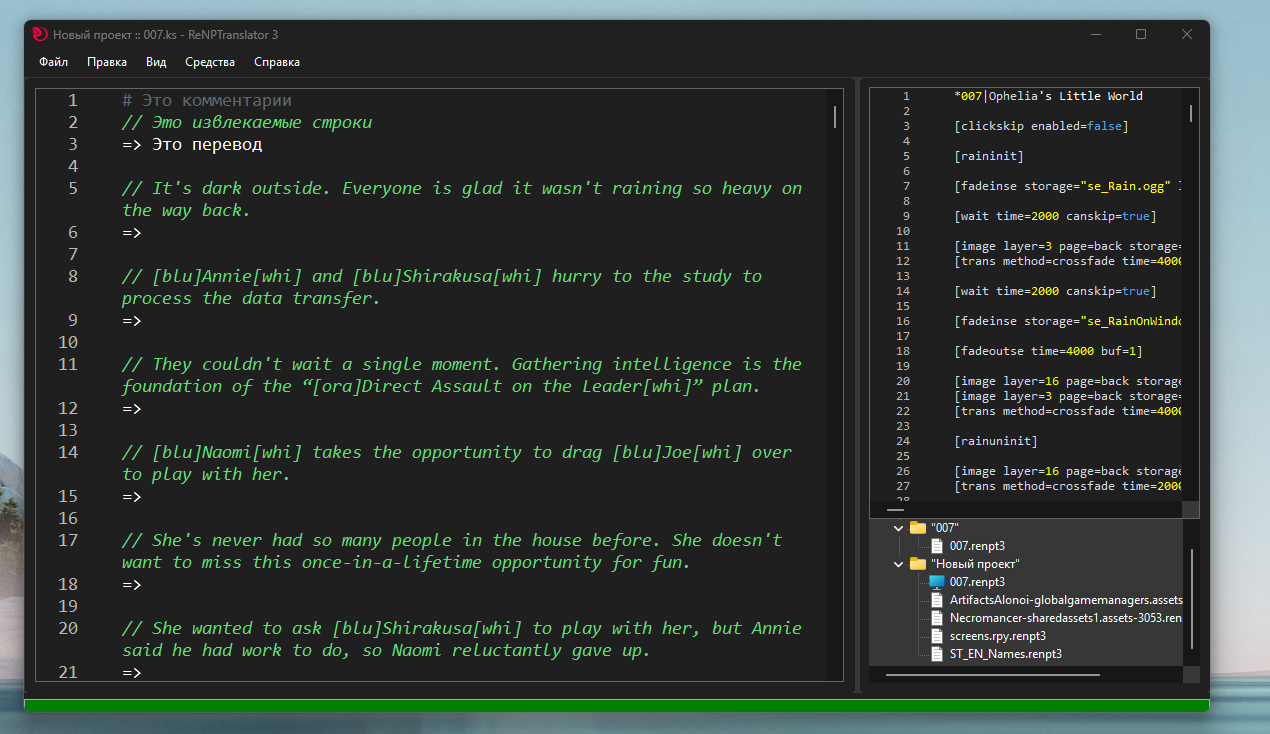 Новый проект :: 007.ks - ReNPTranslator 3
Файл Правка Вид Средства Справка
1 # Это комментарии
2 // Это извлекаемые строки
3 => Это перевод
4
5 // It's dark outside. Everyone is glad it wasn't raining so heavy on
the way back.
6 =>
7
8 // [blu]Annie[whi] and [blu]Shirakusa[whi] hurry to the study to
process the data transfer.
9 =>
10
11 // They couldn't wait a single moment. Gathering intelligence is the
foundation of the “[ora]Direct Assault on the Leader[whi]” plan.
12 =>
13
14 // [blu]Naomi[whi] takes the opportunity to drag [blu]Joe[whi] over
to play with her.
15 =>
16
17 // She's never had so many people in the house before. She doesn't
want to miss this once-in-a-lifetime opportunity for fun.
18 =>
19
20 // She wanted to ask [blu]Shirakusa[whi] to play with her, but Annie
said he had work to do, so Naomi reluctantly gave up.
21 =>
1 *007|Ophelia's Little World
2
3 [clickskip enabled=false]
4
5 [raininit]
6
7 [fadeinse storage="se_Rain.ogg"
8
9 [wait time=2000 canskip=true]
10
11 [image layer=3 page=back storage=
12 [trans method=crossfade time=4000
13
14 [wait time=2000 canskip=true]
15
16 [fadeinse storage="se_RainOnWindo
17
18 [fadeoutse time=4000 buf=1]
19
20 [image layer=16 page=back storage
21 [image layer=3 page=back storage=
22 [trans method=crossfade time=4000
23
24 [rainuninit]
25
26 [image layer=16 page=back storage
27 [trans method=crossfade time=2000
28
"007"
007.renpt3
"Новый проект"
007.renpt3
ArtifactsAlonoi-globalgamemanagers.assets
Necromancer-sharedassets1.assets-3053.ren
screens.rpy.renpt3
ST_EN_Names.renpt3